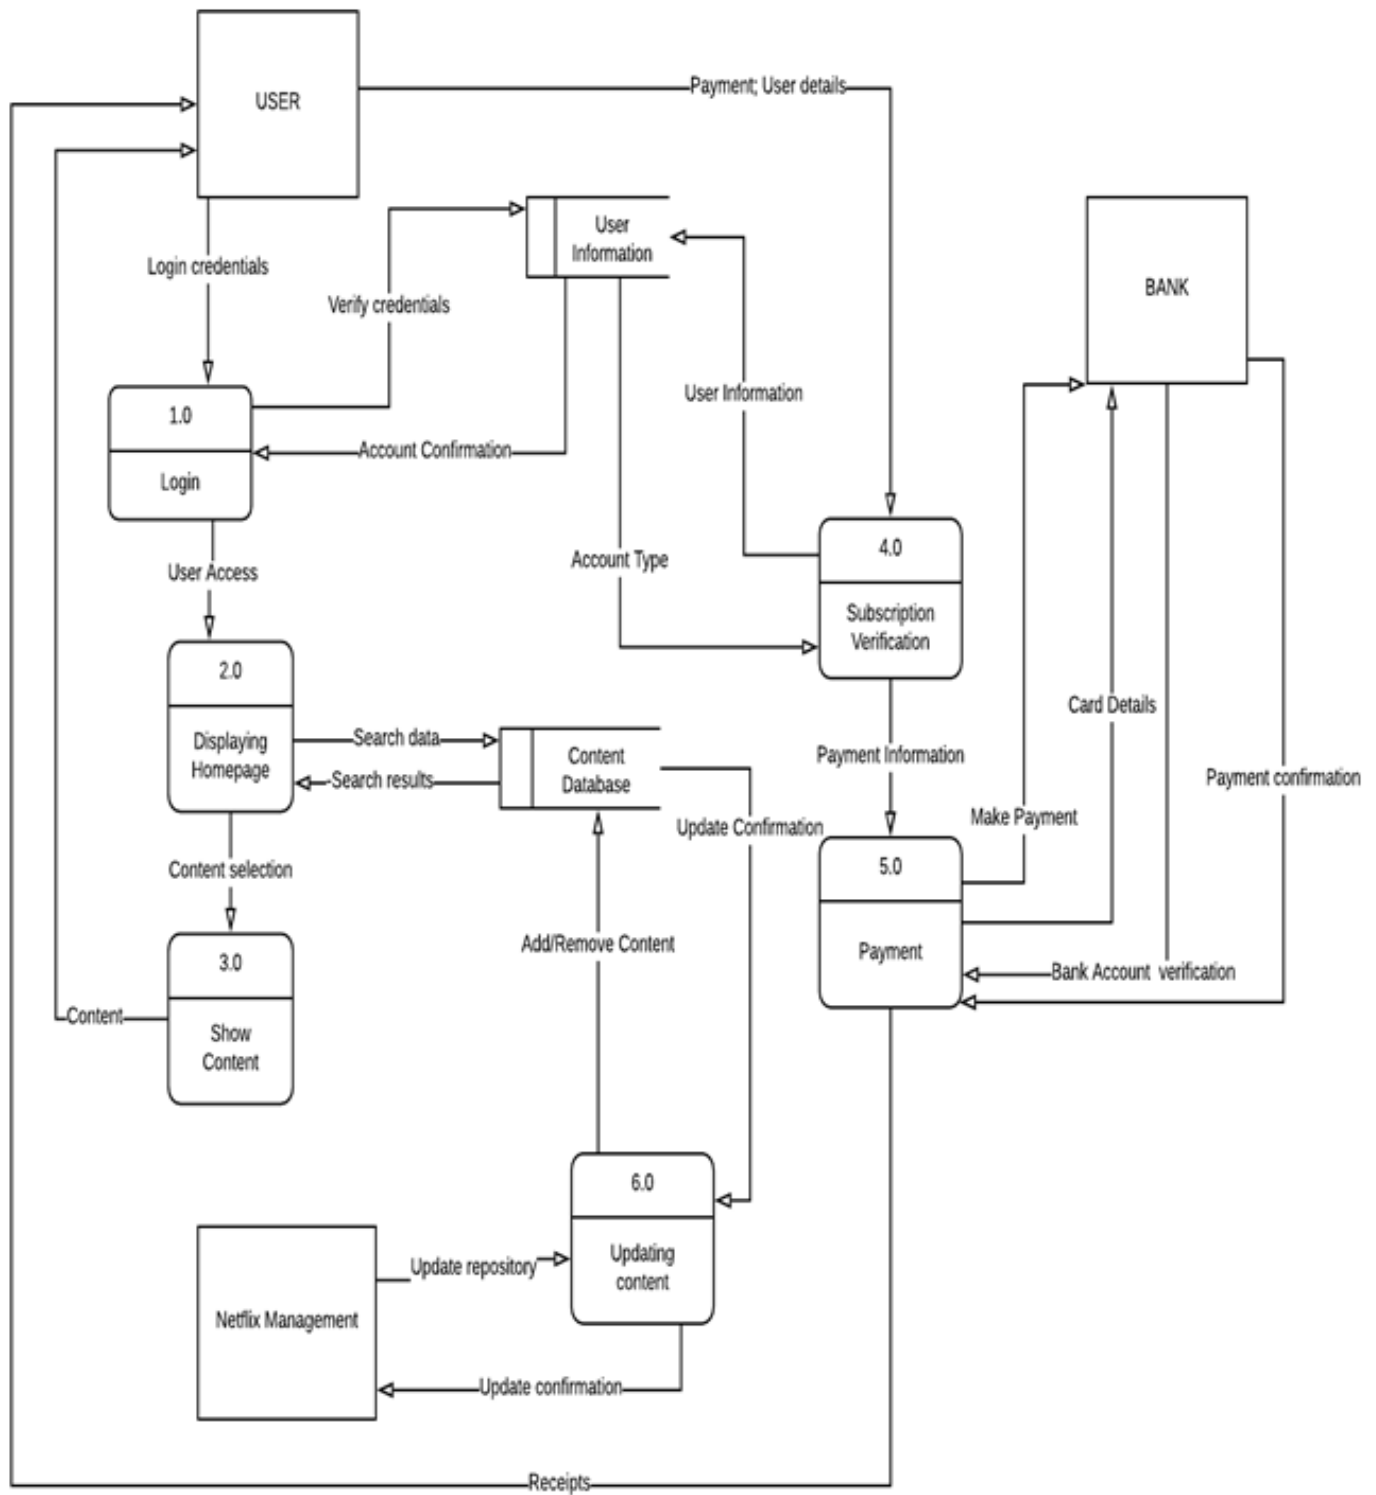 USER
Payment; User details
User
Information
Login credentials
BANK
Verify credentials
User Information
1.0
Account Confirmation
Login
4.0
Account Type
User Access
Subscription
Verification
2.0
Card Details
Displaying
Homepage
Search data
Search results
Content
Database
Payment Information
Payment confirmation
Make Payment
Update Confirmation
Content selection
5.0
Add/Remove Content
Payment
3.0
Bank Account verification
Content
Show
Content
6.0
Updating
content
Update repository
Netflix Management
Update confirmation
Receipts